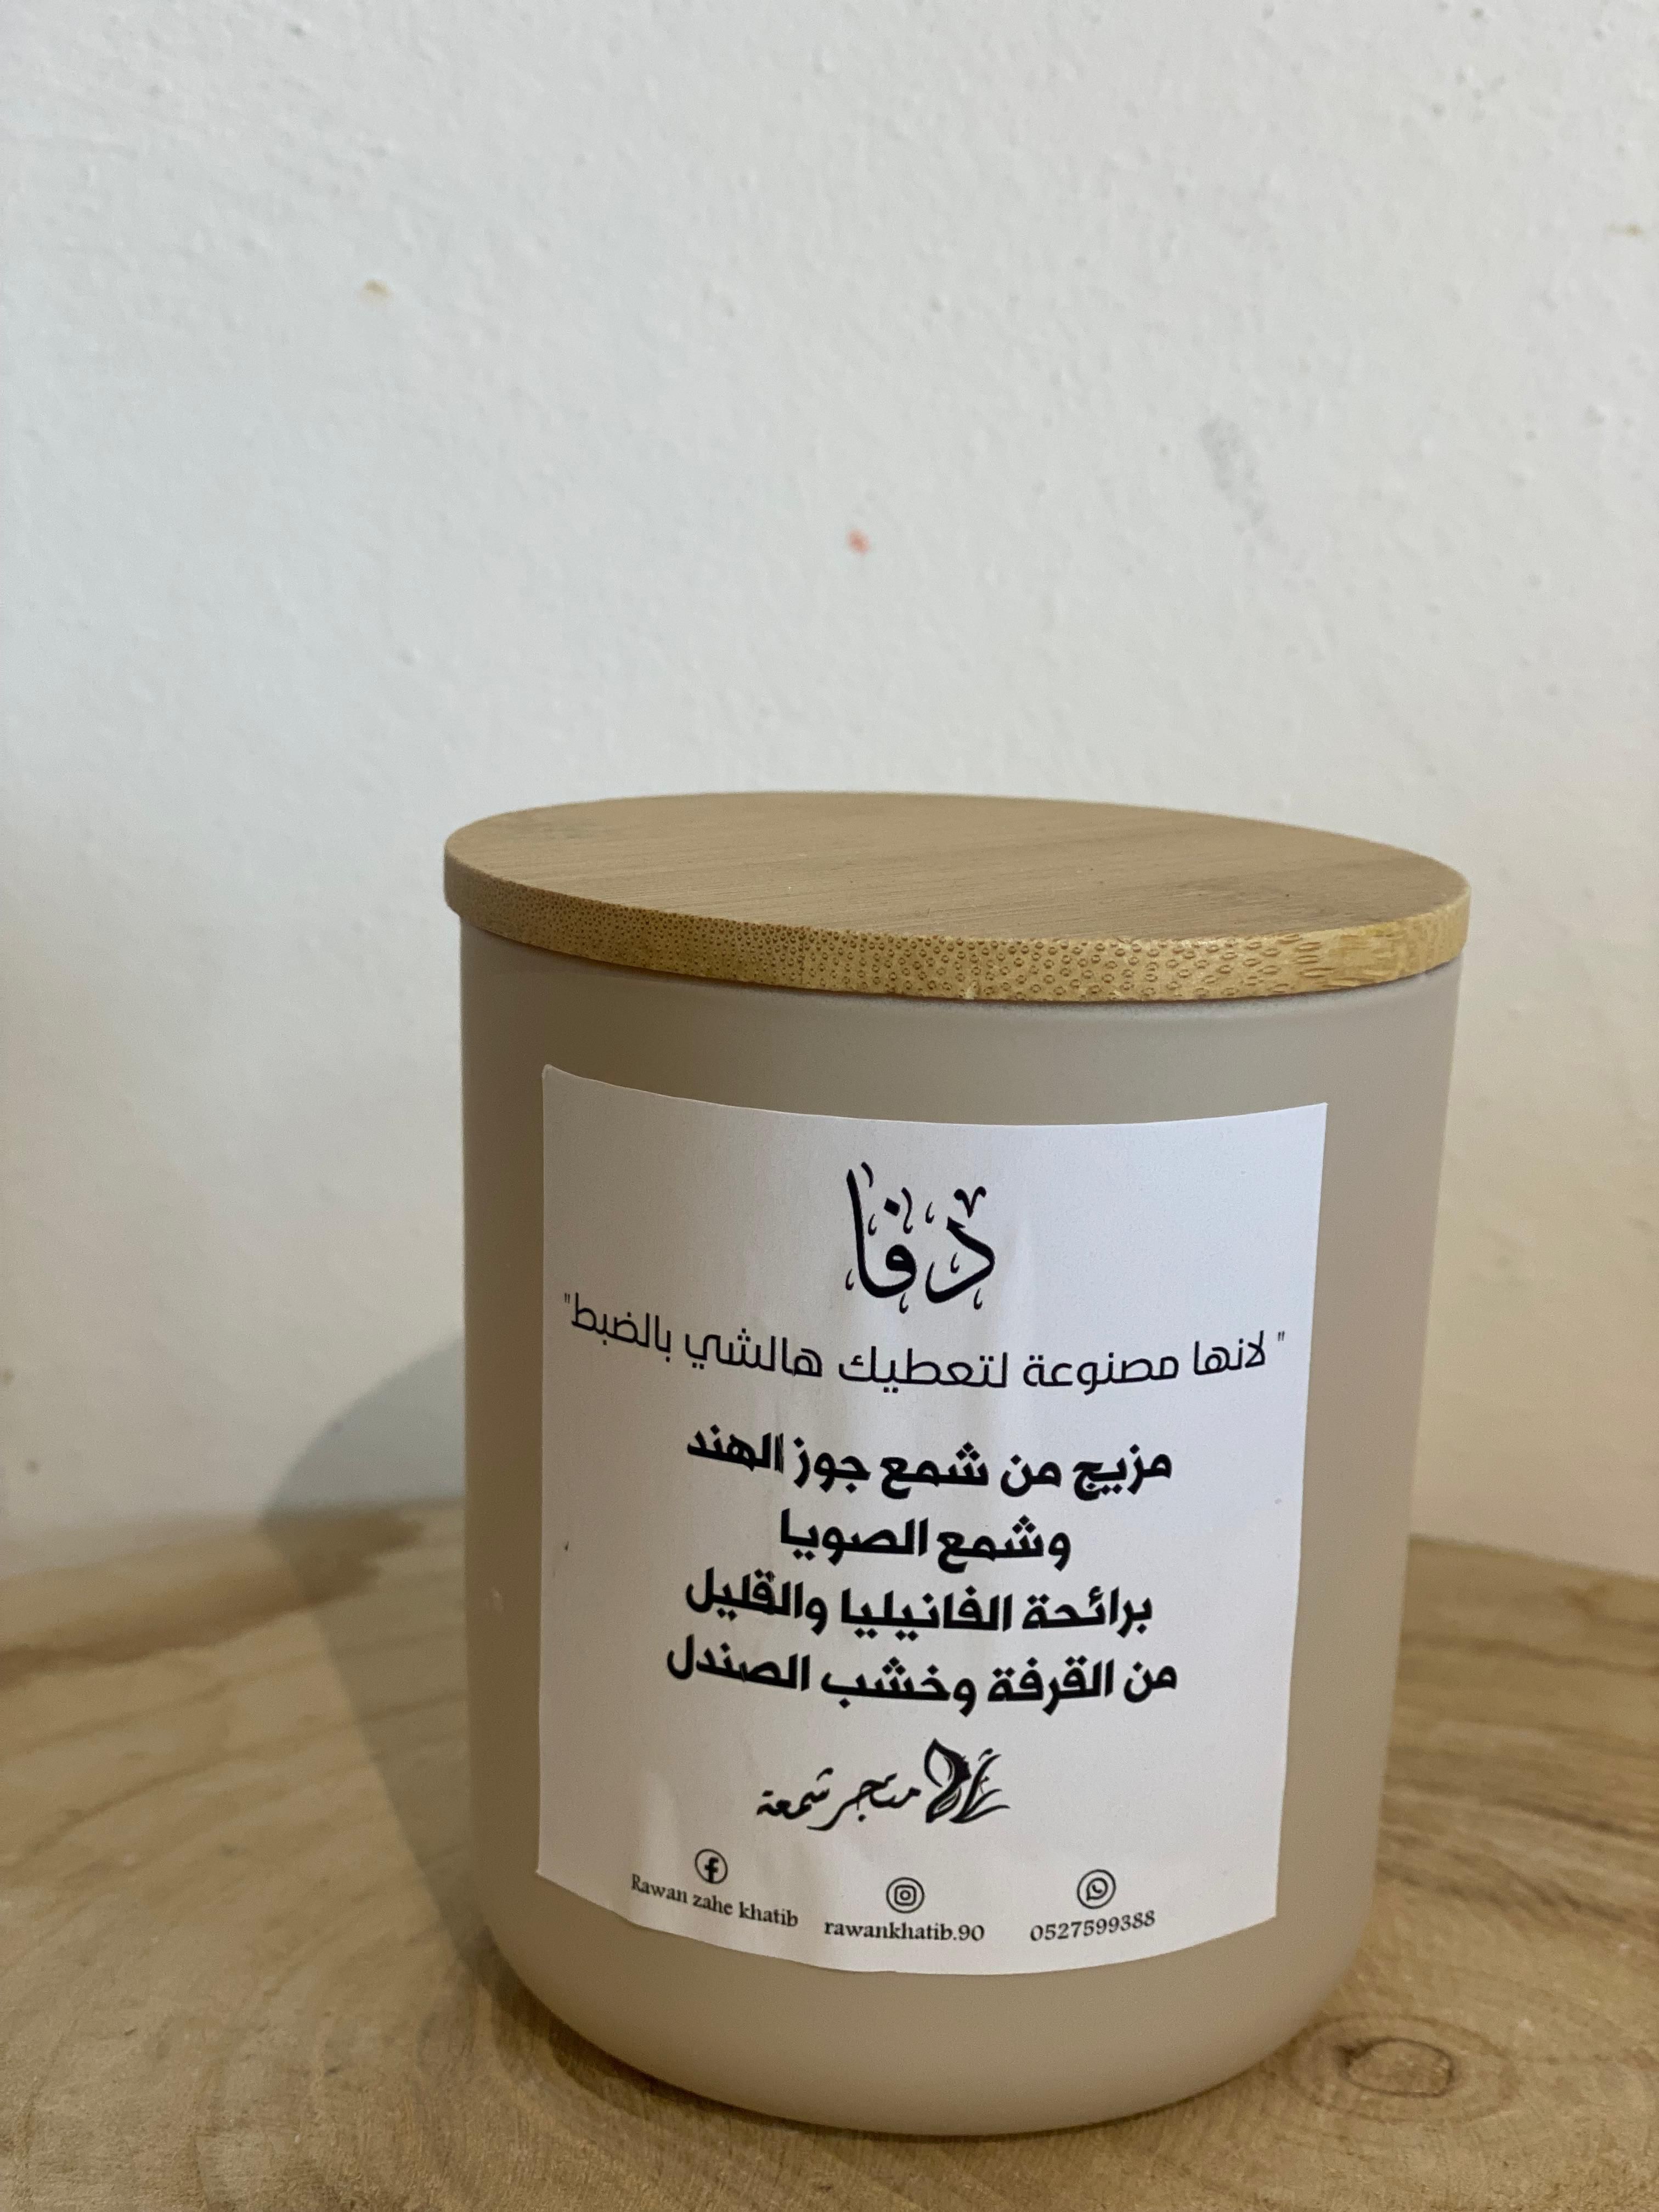 دفا
" لانها مصنوعة لتعطيك هالشي بالضبط"
مزيج من شمع جوز الهند
وشمع الصويا
برائحة الفانيليا والقليل
من القرفة وخشب الصندل
متجر شمعة
Rawan zahe khatib
rawankhatib.90
0527599388